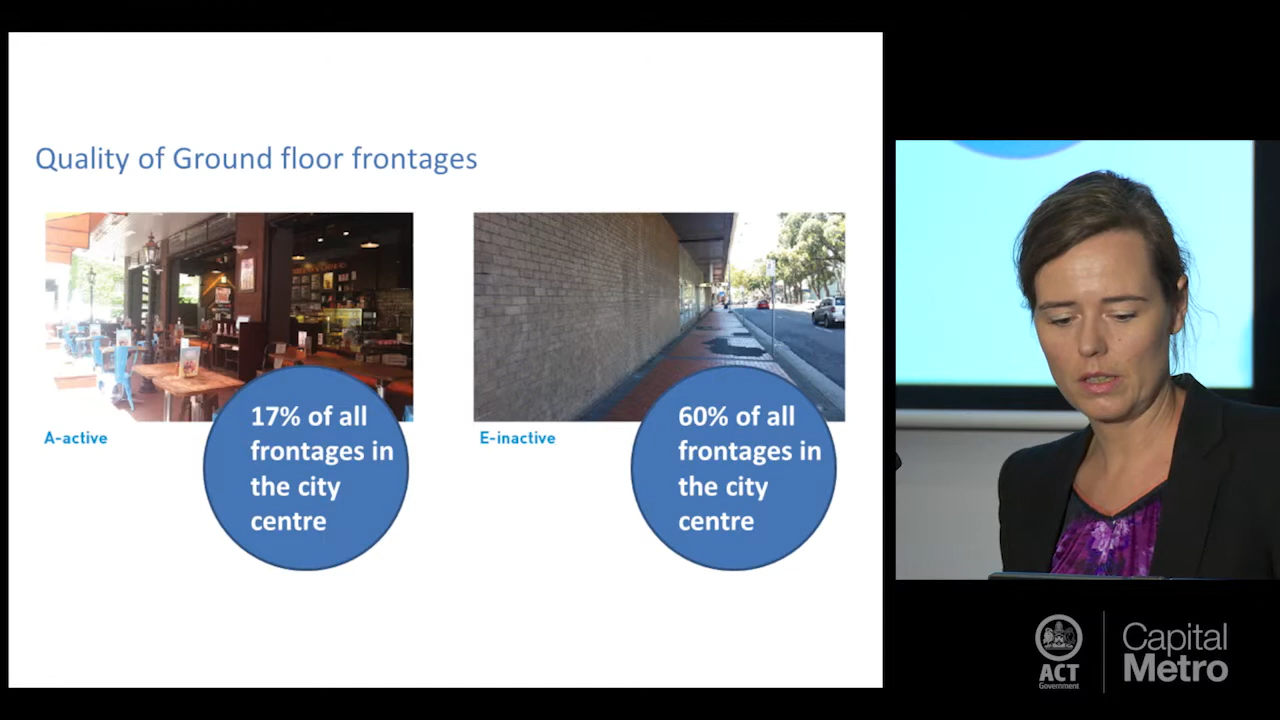 Quality of Ground floor frontages
A-active
17% of all
frontages in
the city
centre
E-inactive
60% of all
frontages in
the city
centre
ACT
Government
Capital
Metro